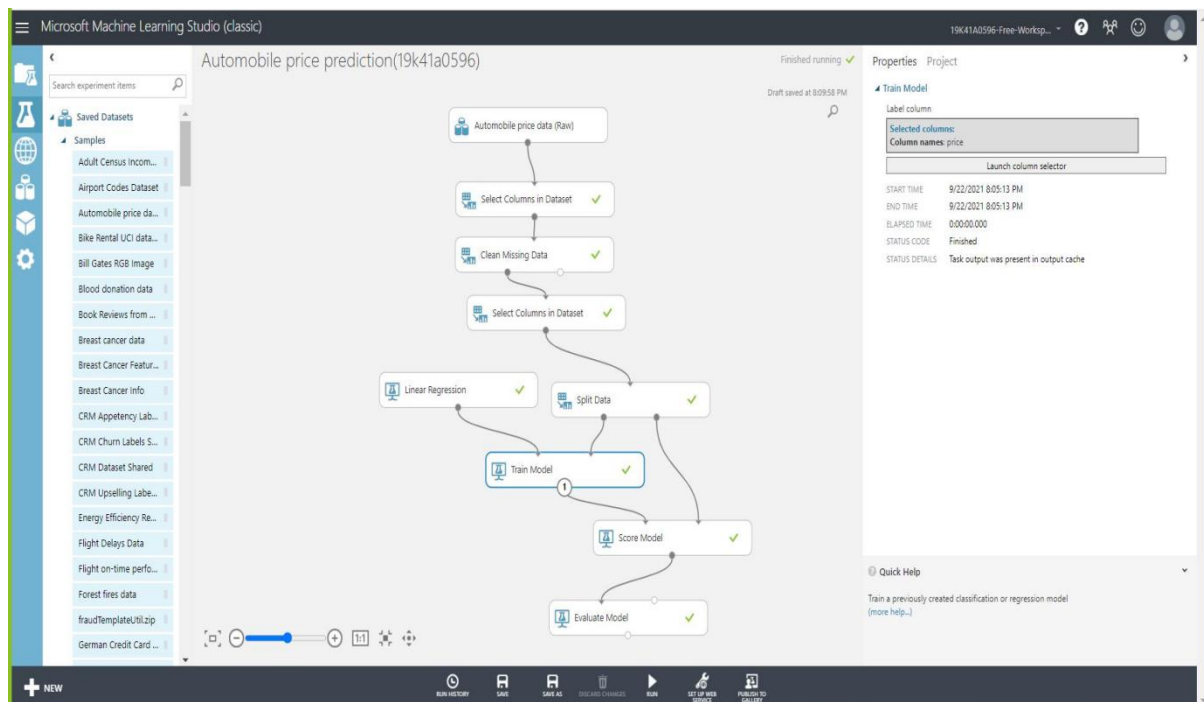 Microsoft Machine Learning Studio (classic)
19K41A0596-Free-Worksp...
Search experiment items
Saved Datasets
Samples
Adult Census Incom...
Airport Codes Dataset
Automobile price da...
Bike Rental UCI data...
Bill Gates RGB Image
Blood donation data
Book Reviews from ...
Breast cancer data
Breast Cancer Featur...
Breast Cancer Info
CRM Appetency Lab...
CRM Churn Labels S...
CRM Dataset Shared
CRM Upselling Labe...
Energy Efficiency Re...
Flight Delays Data
Flight on-time perfo...
Forest fires data
fraudTemplateUtil.zip
German Credit Card ...
Automobile price prediction(19k41a0596)
Finished running
Draft saved at 8:09:58 PM
Automobile price data (Raw)
Select Columns in Dataset
Clean Missing Data
Select Columns in Dataset
Linear Regression
Split Data
Train Model
1
Score Model
Evaluate Model
1:1
Properties Project
Train Model
Label column
Selected columns:
Column names: price
Launch column selector
START TIME 9/22/2021 8:05:13 PM
END TIME 9/22/2021 8:05:13 PM
ELAPSED TIME 0:00:00.000
STATUS CODE Finished
STATUS DETAILS Task output was present in output cache
Quick Help
Train a previously created classification or regression model
(more help...)
NEW
RUN HISTORY
SAVE
SAVE AS
DISCARD CHANGES
RUN
SET UP WEB SERVICE
PUBLISH TO GALLERY